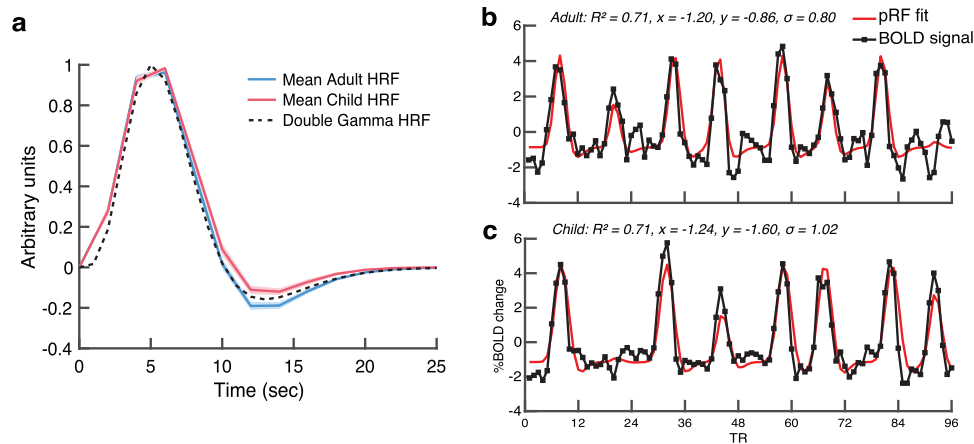 a
Arbitrary units
1
0.8
0.6
0.4
0.2
0
-0.2
-0.4
0 5 10 15 20 25
Time (sec)
Mean Adult HRF
Mean Child HRF
Double Gamma HRF
b
Adult: R² = 0.71, x = -1.20, y = -0.86, σ = 0.80
pRF fit
BOLD signal
6
4
2
0
-2
-4
c
Child: R² = 0.71, x = -1.24, y = -1.60, σ = 1.02
%BOLD change
6
4
2
0
-2
-4
0 12 24 36 48 60 72 84 96
TR